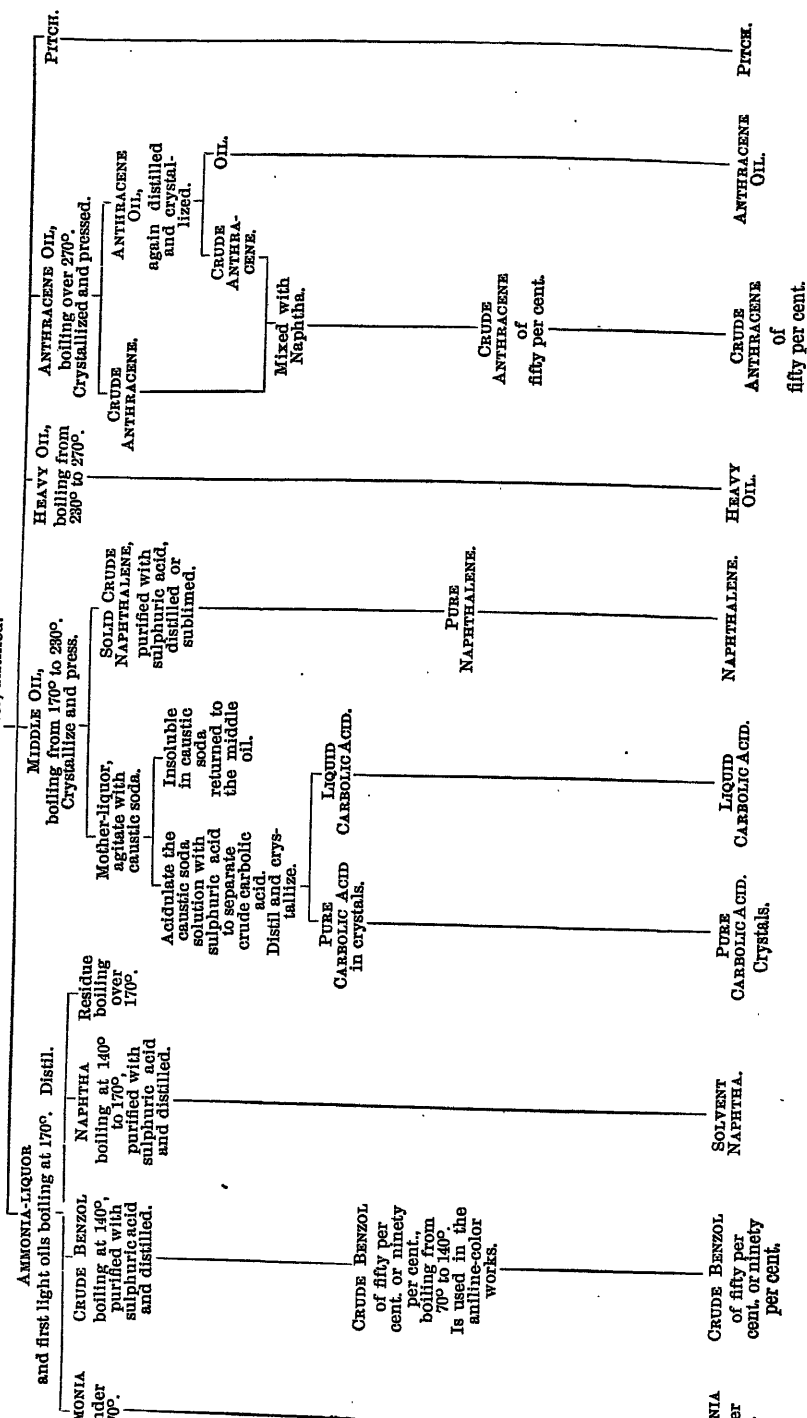 AMMONIA-LIQUOR
and first light oils boiling at 170°. Distil.
MIDDLE OIL,
boiling from 170° to 230°.
Crystallize and press.
HEAVY OIL,
boiling from
230° to 270°.
ANTHRACENE OIL,
boiling over 270°.
Crystallized and pressed.
PITCH.
CRUDE BENZOL
boiling at 140°,
purified with
sulphuric acid
and distilled.
NAPHTHA
boiling at 140°
to 170°,
purified with
sulphuric acid
and distilled.
Residue
boiling
over
170°.
Mother-liquor,
agitate with
caustic soda.
SOLID CRUDE
NAPHTHALENE,
purified with
sulphuric acid,
distilled or
sublimed.
CRUDE
ANTHRACENE.
ANTHRACENE
OIL,
again distilled
and crystal-
lized.
Acidulate the
caustic soda
solution with
sulphuric acid
to separate
crude carbolic
acid.
Distil and crys-
tallize.
Insoluble
in caustic
soda
returned to
the middle
oil.
CRUDE
ANTHRA-
CENE.
OIL.
Mixed with
Naphtha.
CRUDE BENZOL
of fifty per
cent. or ninety
per cent.,
boiling from
70° to 140°.
Is used in the
aniline-color
works.
PURE
CARBOLIC ACID
in crystals.
LIQUID
CARBOLIC ACID.
PURE
NAPHTHALENE.
CRUDE
ANTHRACENE
of
fifty per cent.
CRUDE BENZOL
of fifty per
cent. or ninety
per cent.
SOLVENT
NAPHTHA.
PURE
CARBOLIC ACID.
Crystals.
LIQUID
CARBOLIC ACID.
NAPHTHALENE.
HEAVY
OIL.
CRUDE
ANTHRACENE
of
fifty per cent.
ANTHRACENE
OIL.
PITCH.